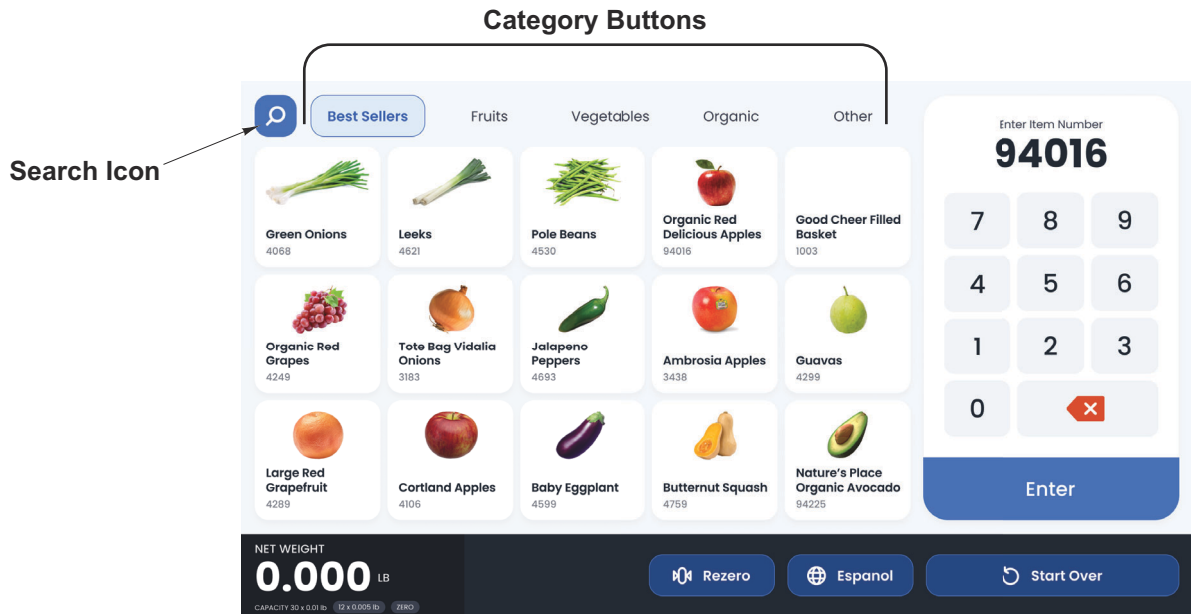 Category Buttons
Search Icon
Best Sellers
Fruits
Vegetables
Organic
Other
Green Onions
4068
Leeks
4621
Pole Beans
4530
Organic Red
Delicious Apples
94016
Good Cheer Filled
Basket
1003
Organic Red
Grapes
4249
Tote Bag Vidalia
Onions
3183
Jalapeno
Peppers
4693
Ambrosia Apples
3438
Guavas
4299
Large Red
Grapefruit
4289
Cortland Apples
4106
Baby Eggplant
4599
Butternut Squash
4759
Nature's Place
Organic Avocado
94225
Enter Item Number
94016
7 8 9
4 5 6
1 2 3
0
Enter
NET WEIGHT
0.000 LB
CAPACITY 30 x 0.01 lb 12 x 0.005 lb ZERO
Rezero
Espanol
Start Over